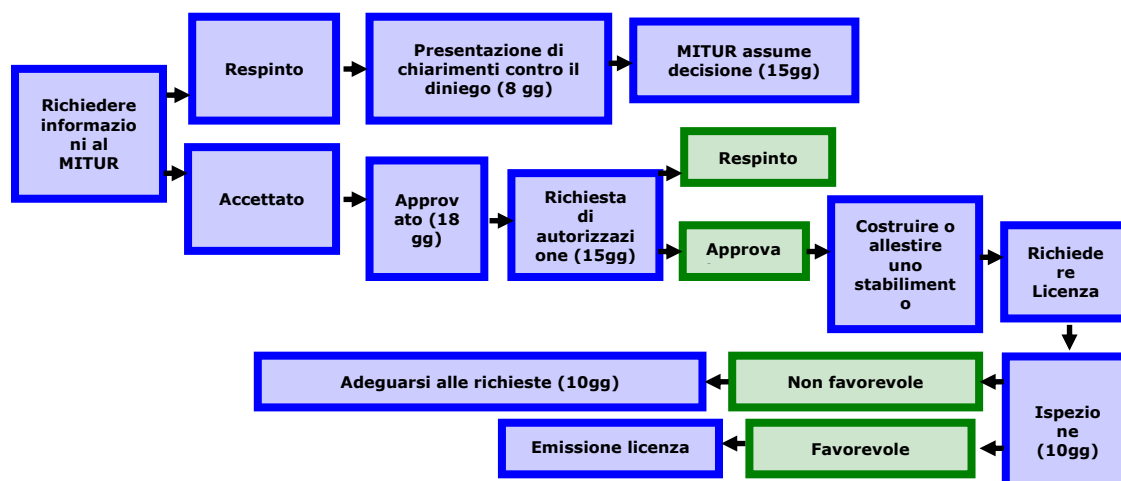 Richiedere
informazio
ni al
MITUR
Respinto
Presentazione di
chiarimenti contro il
diniego (8 gg)
MITUR assume
decisione (15gg)
Accettato
Approv
ato (18
gg)
Richiesta
di
autorizzazi
one (15gg)
Respinto
Approva
Costruire o
allestire
uno
stabiliment
o
Richiede
re
Licenza
Ispezio
ne
(10gg)
Non favorevole
Adeguarsi alle richieste (10gg)
Favorevole
Emissione licenza